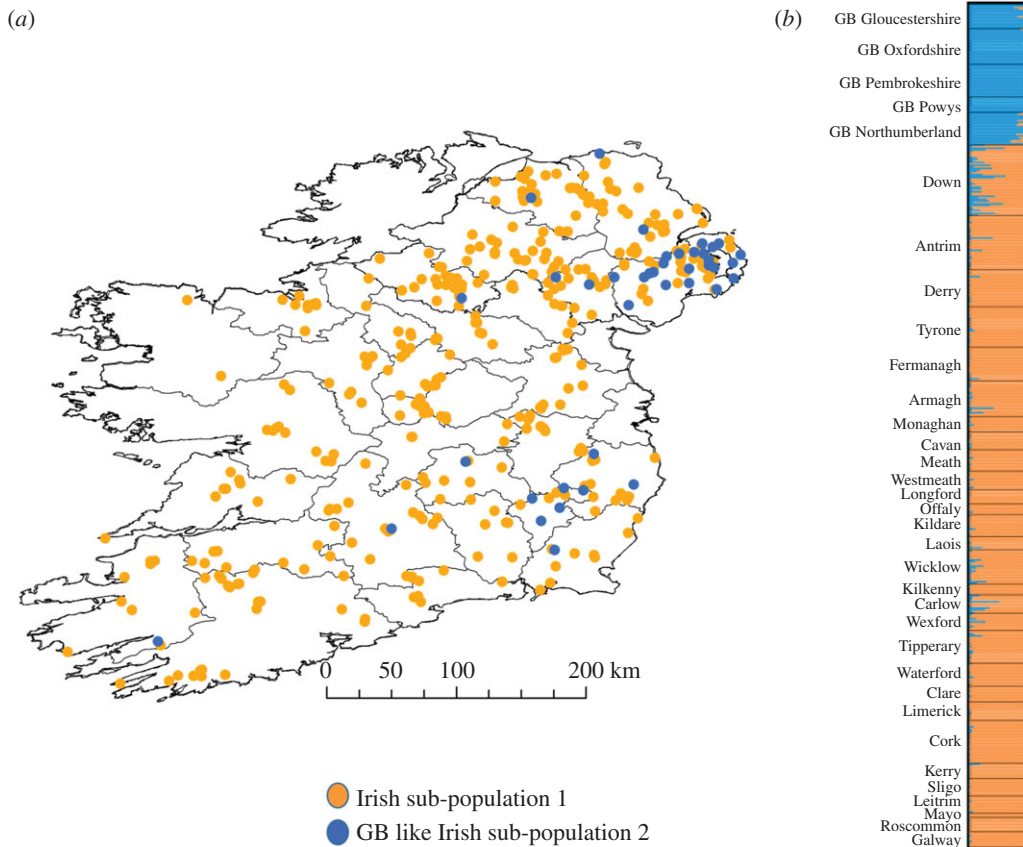 (a)
0 50 100 200 km
Irish sub-population 1
GB like Irish sub-population 2
(b)
GB Gloucestershire
GB Oxfordshire
GB Pembrokeshire
GB Powys
GB Northumberland
Down
Antrim
Derry
Tyrone
Fermanagh
Armagh
Monaghan
Cavan
Meath
Westmeath
Longford
Offaly
Kildare
Laois
Wicklow
Kilkenny
Carlow
Wexford
Tipperary
Waterford
Clare
Limerick
Cork
Kerry
Sligo
Leitrim
Mayo
Roscommon
Galway